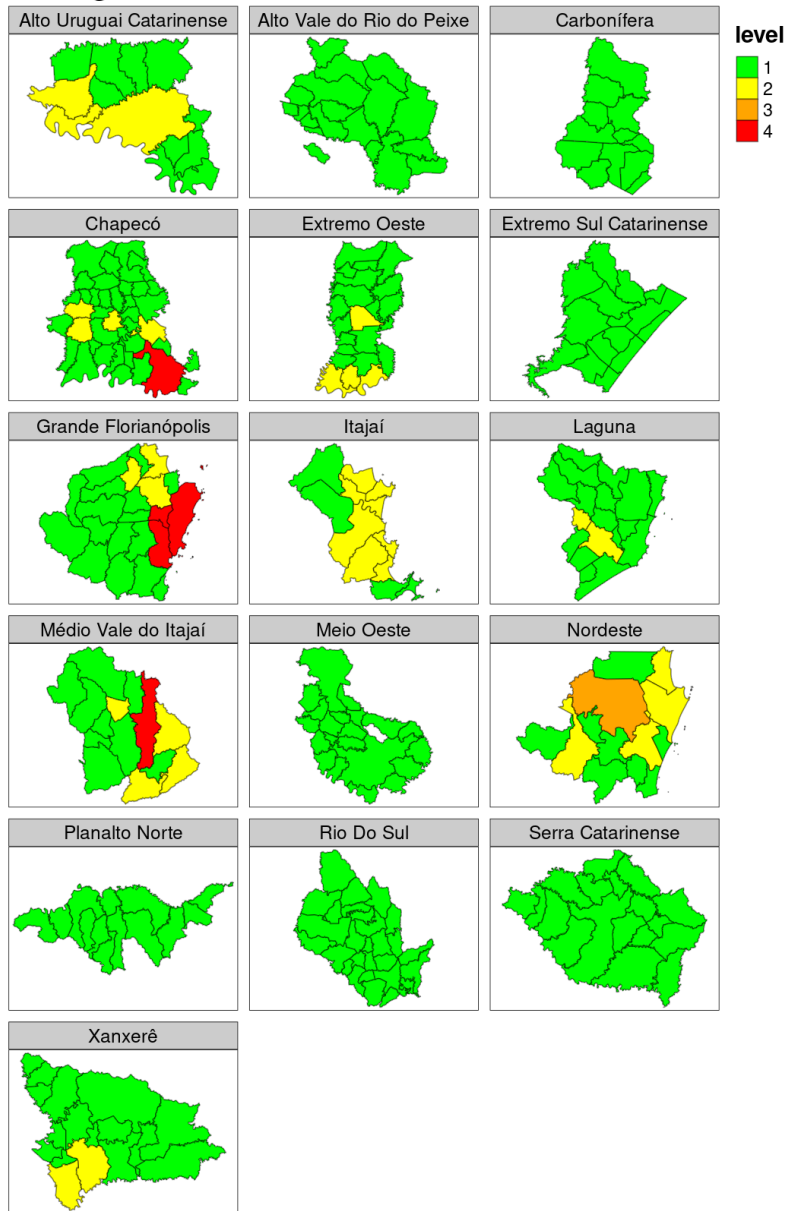 Alto Uruguai Catarinense
Alto Vale do Rio do Peixe
Carbonífera
level
1
2
3
4
Chapecó
Extremo Oeste
Extremo Sul Catarinense
Grande Florianópolis
Itajaí
Laguna
Médio Vale do Itajaí
Meio Oeste
Nordeste
Planalto Norte
Rio Do Sul
Serra Catarinense
Xanxerê